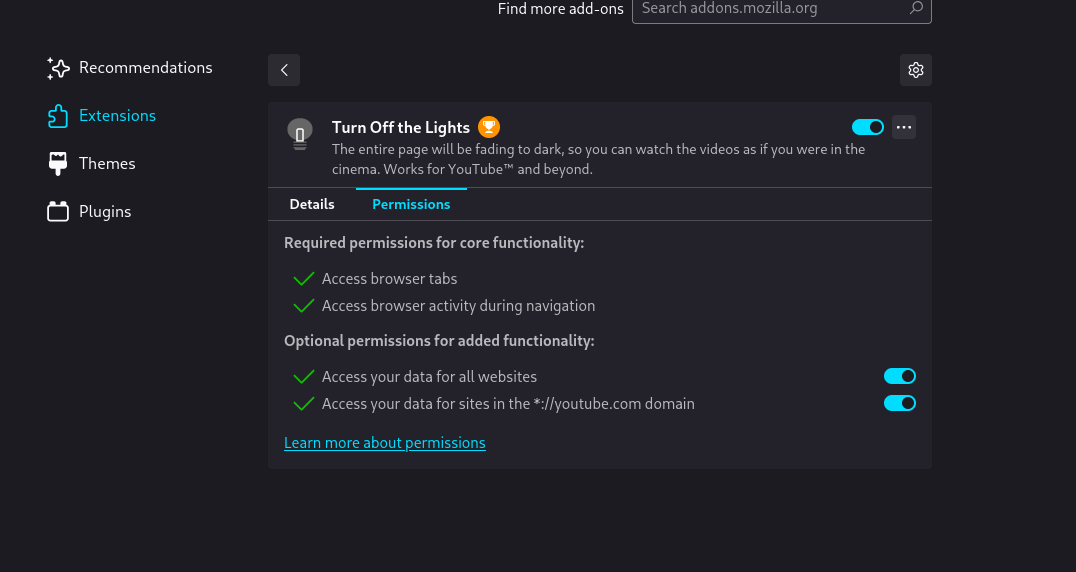 Find more add-ons
Search addons.mozilla.org
Recommendations
Extensions
Themes
Plugins
Turn Off the Lights
The entire page will be fading to dark, so you can watch the videos as if you were in the
cinema. Works for YouTube™ and beyond.
Details Permissions
Required permissions for core functionality:
Access browser tabs
Access browser activity during navigation
Optional permissions for added functionality:
Access your data for all websites
Access your data for sites in the *://youtube.com domain
Learn more about permissions